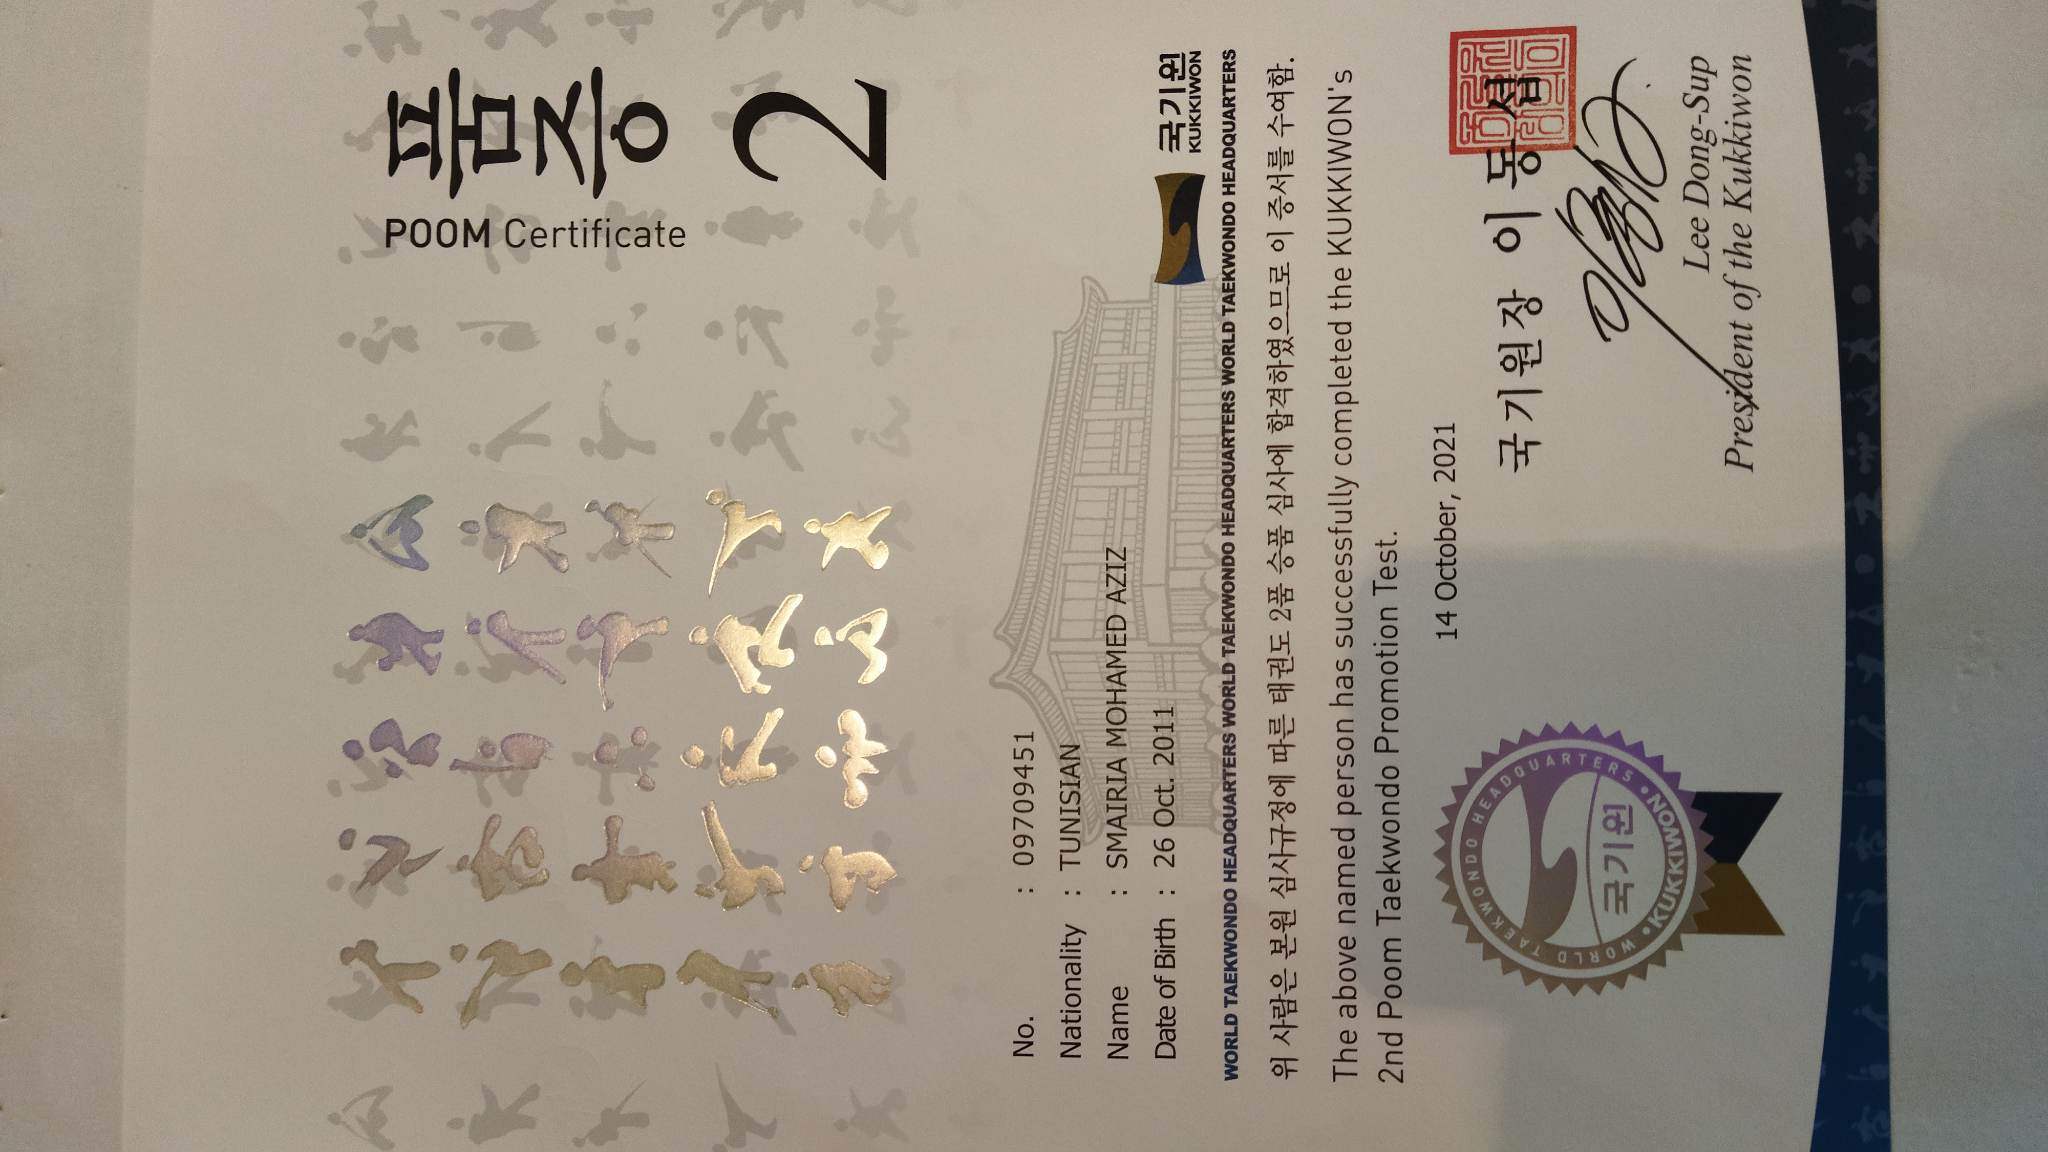 품증
2
POOM Certificate
No. : 09709451
Nationality : TUNISIAN
Name : SMAIRIA MOHAMED AZIZ
Date of Birth : 26 Oct. 2011
국기원
KUKKIWON
WORLD TAEKWONDO HEADQUARTERS WORLD TAEKWONDO HEADQUARTERS WORLD TAEKWONDO HEADQUARTERS WORLD TAEKWONDO HEADQUARTERS
위 사람은 본원 심사규정에 따른 태권도 2품 승품 심사에 합격하였으므로 이 증서를 수여함.
The above named person has successfully completed the KUKKIWON's
2nd Poom Taekwondo Promotion Test.
14 October, 2021
국기원장 이동섭
Lee Dong-Sup
President of the Kukkiwon
WORLD TAEKWONDO HEADQUARTERS
국기원
•KUKKIWON•